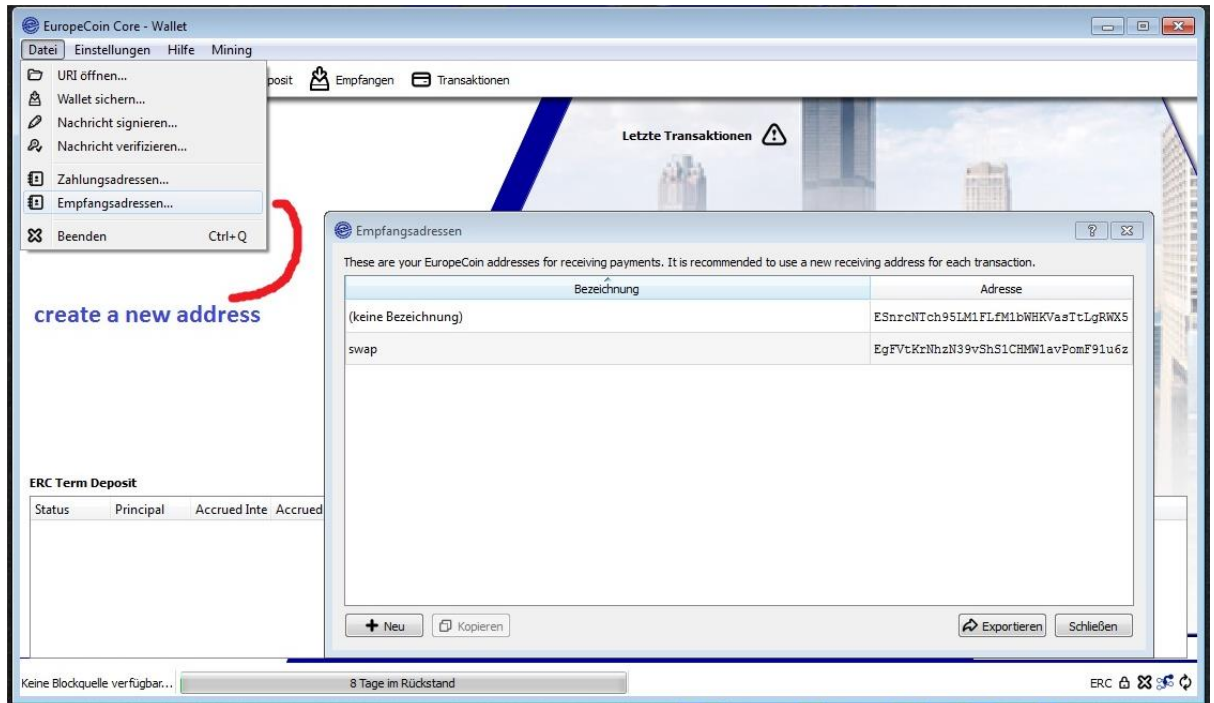 EuropeCoin Core - Wallet
Datei Einstellungen Hilfe Mining
posit Empfangen Transaktionen
URI öffnen...
Wallet sichern...
Nachricht signieren...
Nachricht verifizieren...
Zahlungsadressen...
Empfangsadressen...
Beenden Ctrl+Q
Letzte Transaktionen
create a new address
Empfangsadressen
These are your EuropeCoin addresses for receiving payments. It is recommended to use a new receiving address for each transaction.
Bezeichnung Adresse
(keine Bezeichnung) ESnrcNTch95LM1FLfM1bWHKVasTtLgRWX5
swap EgFVtKrNhzN39vShS1CHMW1avPomF91u6z
ERC Term Deposit
Status Principal Accrued Inte Accrued
Neu Kopieren Exportieren Schließen
Keine Blockquelle verfügbar... 8 Tage im Rückstand ERC